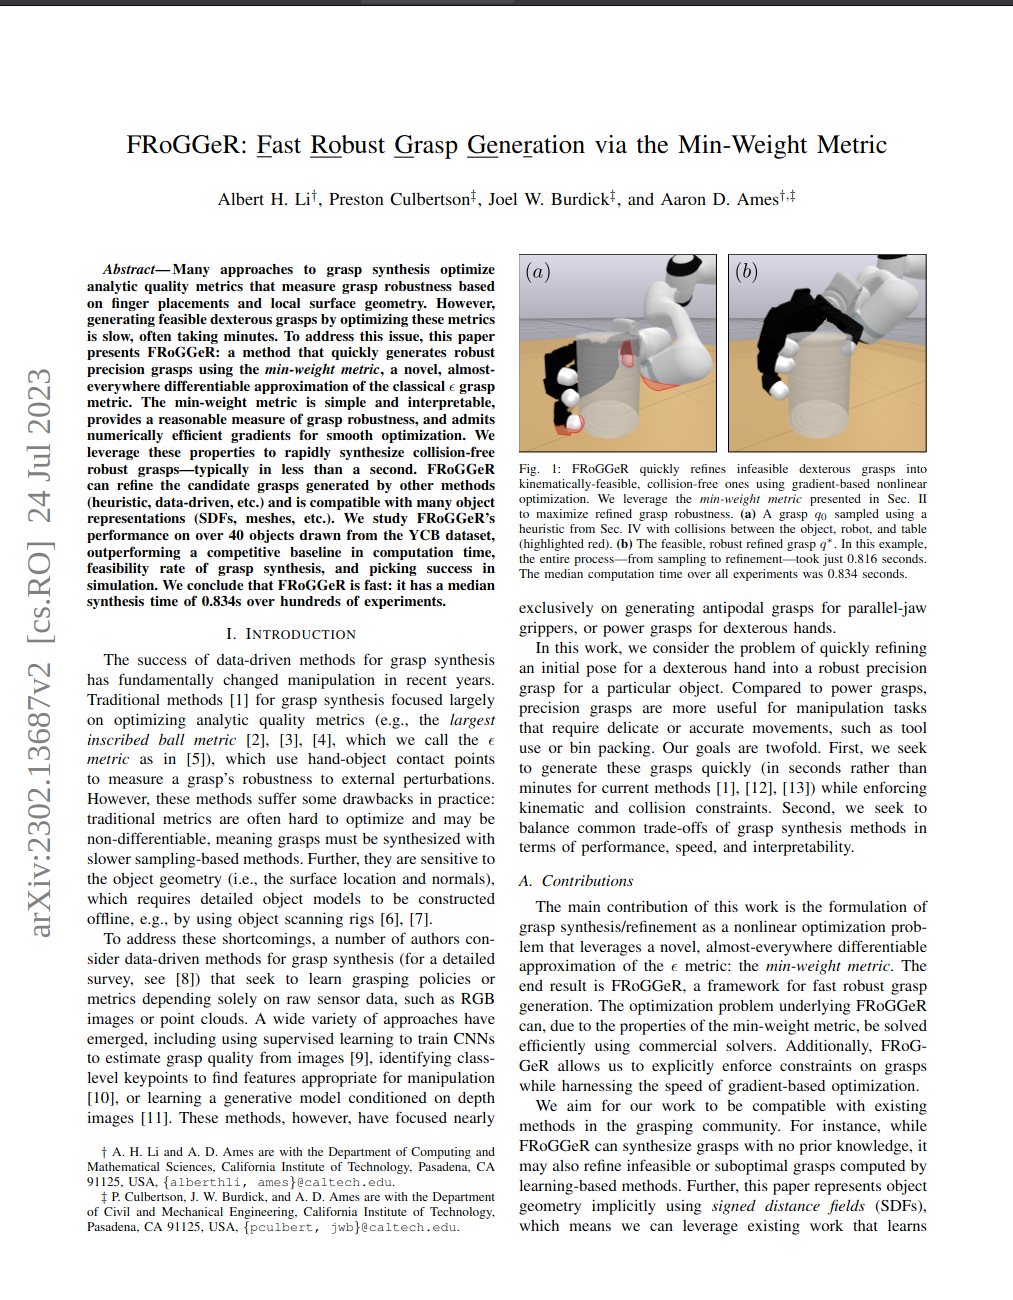 FRoGGeR: Fast Robust Grasp Generation via the Min-Weight Metric
Albert H. Li†, Preston Culbertson‡, Joel W. Burdick‡, and Aaron D. Ames†,‡
Abstract—Many approaches to grasp synthesis optimize
analytic quality metrics that measure grasp robustness based
on finger placements and local surface geometry. However,
generating feasible dexterous grasps by optimizing these metrics
is slow, often taking minutes. To address this issue, this paper
presents FRoGGeR: a method that quickly generates robust
precision grasps using the min-weight metric, a novel, almost-
everywhere differentiable approximation of the classical ϵ grasp
metric. The min-weight metric is simple and interpretable,
provides a reasonable measure of grasp robustness, and admits
numerically efficient gradients for smooth optimization. We
leverage these properties to rapidly synthesize collision-free
robust grasps—typically in less than a second. FRoGGeR
can refine the candidate grasps generated by other methods
(heuristic, data-driven, etc.) and is compatible with many object
representations (SDFs, meshes, etc.). We study FRoGGeR's
performance on over 40 objects drawn from the YCB dataset,
outperforming a competitive baseline in computation time,
feasibility rate of grasp synthesis, and picking success in
simulation. We conclude that FRoGGeR is fast: it has a median
synthesis time of 0.834s over hundreds of experiments.
I. INTRODUCTION
The success of data-driven methods for grasp synthesis
has fundamentally changed manipulation in recent years.
Traditional methods [1] for grasp synthesis focused largely
on optimizing analytic quality metrics (e.g., the largest
inscribed ball metric [2], [3], [4], which we call the ϵ
metric as in [5]), which use hand-object contact points
to measure a grasp's robustness to external perturbations.
However, these methods suffer some drawbacks in practice:
traditional metrics are often hard to optimize and may be
non-differentiable, meaning grasps must be synthesized with
slower sampling-based methods. Further, they are sensitive to
the object geometry (i.e., the surface location and normals),
which requires detailed object models to be constructed
offline, e.g., by using object scanning rigs [6], [7].
To address these shortcomings, a number of authors con-
sider data-driven methods for grasp synthesis (for a detailed
survey, see [8]) that seek to learn grasping policies or
metrics depending solely on raw sensor data, such as RGB
images or point clouds. A wide variety of approaches have
emerged, including using supervised learning to train CNNs
to estimate grasp quality from images [9], identifying class-
level keypoints to find features appropriate for manipulation
[10], or learning a generative model conditioned on depth
images [11]. These methods, however, have focused nearly
† A. H. Li and A. D. Ames are with the Department of Computing and
Mathematical Sciences, California Institute of Technology, Pasadena, CA
91125, USA, {alberthli, ames}@caltech.edu.
‡ P. Culbertson, J. W. Burdick, and A. D. Ames are with the Department
of Civil and Mechanical Engineering, California Institute of Technology,
Pasadena, CA 91125, USA, {pculbert, jwb}@caltech.edu.
(a)
(b)
Fig. 1: FRoGGeR quickly refines infeasible dexterous grasps into
kinematically-feasible, collision-free ones using gradient-based nonlinear
optimization. We leverage the min-weight metric presented in Sec. II
to maximize refined grasp robustness. (a) A grasp q0 sampled using a
heuristic from Sec. IV with collisions between the object, robot, and table
(highlighted red). (b) The feasible, robust refined grasp q*. In this example,
the entire process—from sampling to refinement—took just 0.816 seconds.
The median computation time over all experiments was 0.834 seconds.
exclusively on generating antipodal grasps for parallel-jaw
grippers, or power grasps for dexterous hands.
In this work, we consider the problem of quickly refining
an initial pose for a dexterous hand into a robust precision
grasp for a particular object. Compared to power grasps,
precision grasps are more useful for manipulation tasks
that require delicate or accurate movements, such as tool
use or bin packing. Our goals are twofold. First, we seek
to generate these grasps quickly (in seconds rather than
minutes for current methods [1], [12], [13]) while enforcing
kinematic and collision constraints. Second, we seek to
balance common trade-offs of grasp synthesis methods in
terms of performance, speed, and interpretability.
A. Contributions
The main contribution of this work is the formulation of
grasp synthesis/refinement as a nonlinear optimization prob-
lem that leverages a novel, almost-everywhere differentiable
approximation of the ϵ metric: the min-weight metric. The
end result is FRoGGeR, a framework for fast robust grasp
generation. The optimization problem underlying FRoGGeR
can, due to the properties of the min-weight metric, be solved
efficiently using commercial solvers. Additionally, FRoG-
GeR allows us to explicitly enforce constraints on grasps
while harnessing the speed of gradient-based optimization.
We aim for our work to be compatible with existing
methods in the grasping community. For instance, while
FRoGGeR can synthesize grasps with no prior knowledge, it
may also refine infeasible or suboptimal grasps computed by
learning-based methods. Further, this paper represents object
geometry implicitly using signed distance fields (SDFs),
which means we can leverage existing work that learns
arXiv:2302.13687v2 [cs.RO] 24 Jul 2023